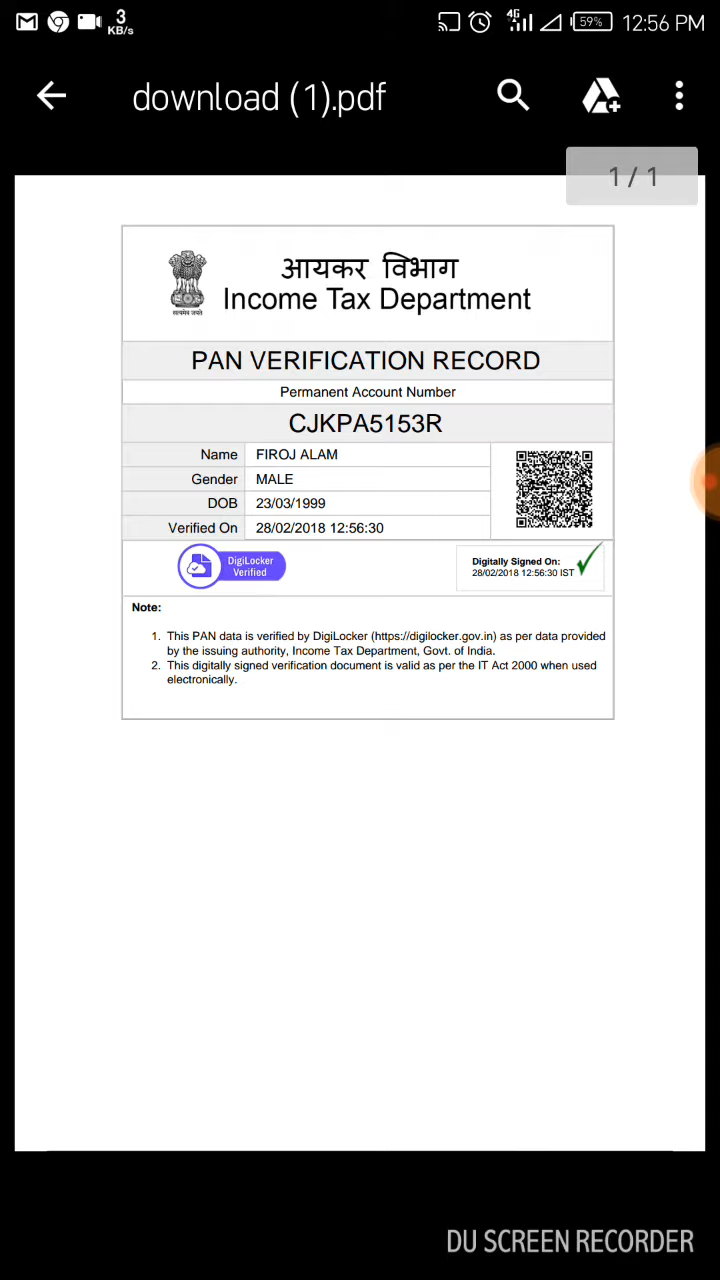 3
KB/s
4G
59%
12:56 PM
download (1).pdf
1 / 1
आयकर विभाग
Income Tax Department
सत्यमेव जयते
PAN VERIFICATION RECORD
Permanent Account Number
CJKPA5153R
Name FIROJ ALAM
Gender MALE
DOB 23/03/1999
Verified On 28/02/2018 12:56:30
DigiLocker
Verified
Digitally Signed On:
28/02/2018 12:56:30 IST
Note:
1. This PAN data is verified by DigiLocker (https://digilocker.gov.in) as per data provided
by the issuing authority, Income Tax Department, Govt. of India.
2. This digitally signed verification document is valid as per the IT Act 2000 when used
electronically.
DU SCREEN RECORDER